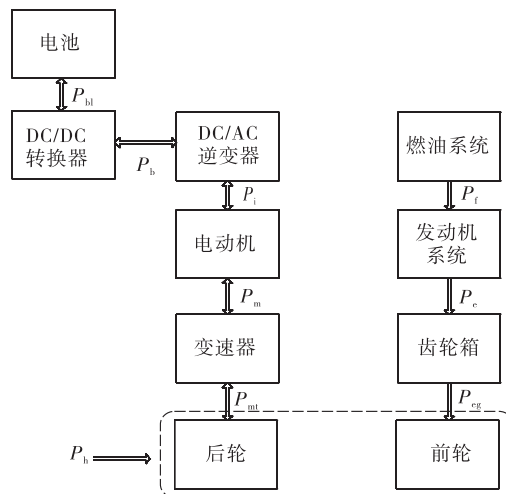 电池
P_bl
DC/DC
转换器
P_b
DC/AC
逆变器
P_i
电动机
P_m
变速器
P_mt
后轮
燃油系统
P_f
发动机
系统
P_e
齿轮箱
P_eg
前轮
P_h